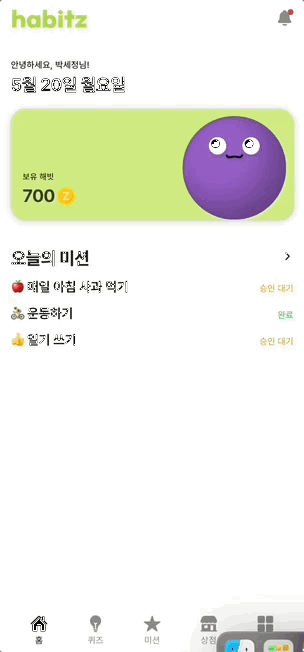 habitz
안녕하세요, 박세정님!
5월 20일 월요일
보유 해빗
700
오늘의 미션
매일 아침 사과 먹기
승인 대기
운동하기
완료
일기 쓰기
승인 대기
홈
퀴즈
미션
상점